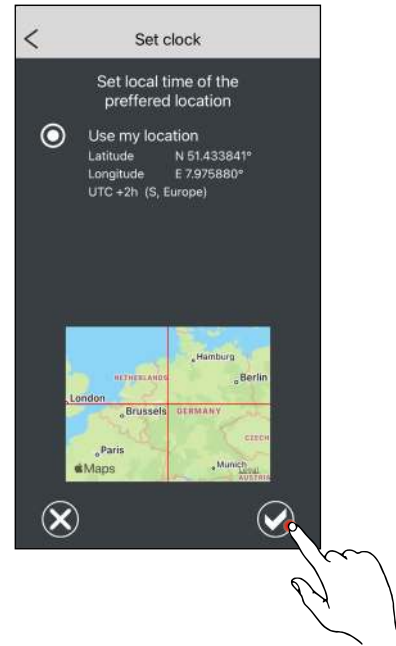 Set clock
Set local time of the
preffered location
Use my location
Latitude N 51.433841°
Longitude E 7.975880°
UTC +2h (S, Europe)
Hamburg
NETHERLANDS
Berlin
London
Brussels GERMANY
CZECH
Paris
Maps
Munich
Legal
AUSTRIA